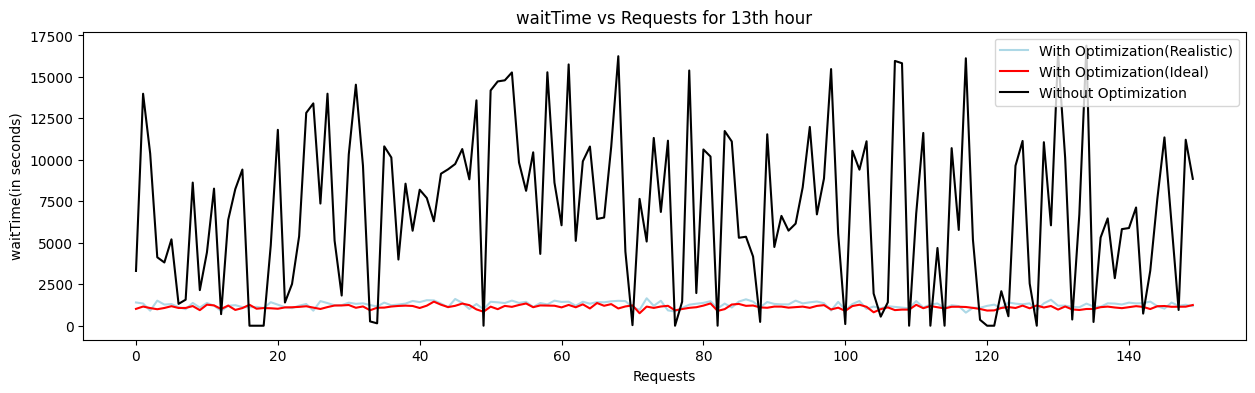 waitTime vs Requests for 13th hour
17500
15000
12500
10000
7500
5000
2500
0
waitTime(in seconds)
With Optimization(Realistic)
With Optimization(Ideal)
Without Optimization
0 20 40 60 80 100 120 140
Requests